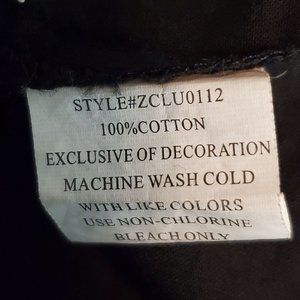 STYLE#ZCLU0112
100%COTTON
EXCLUSIVE OF DECORATION
MACHINE WASH COLD
WITH LIKE COLORS
USE NON-CHLORINE
BLEACH ONLY